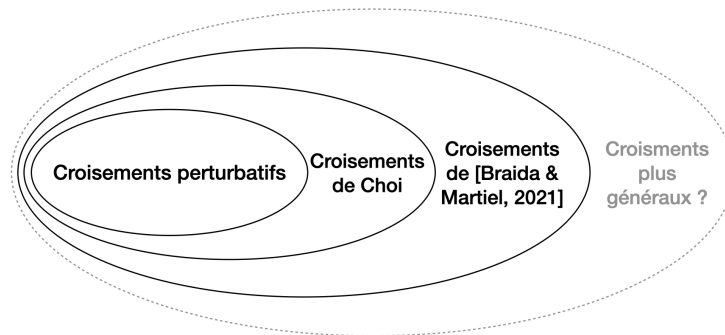 Croisements perturbatifs
Croisements
de Choi
Croisements
de [Braida &
Martiel, 2021]
Croisments
plus
généraux ?